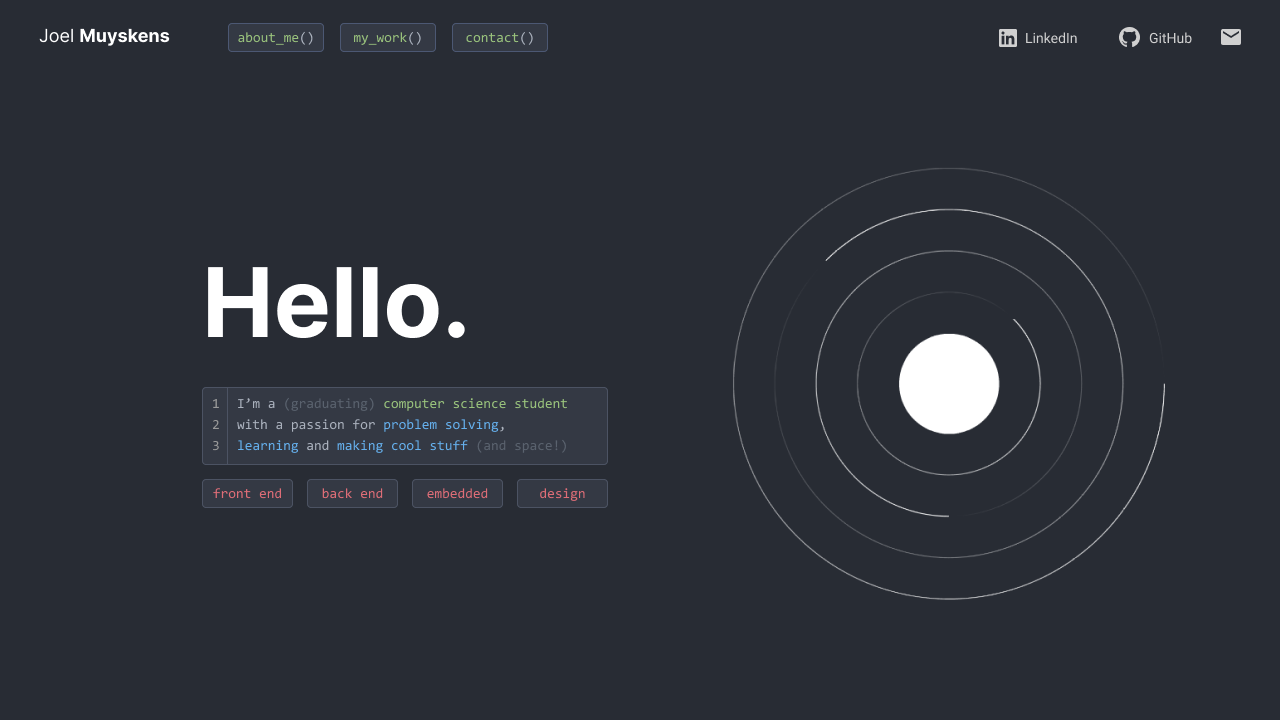 Joel Muyskens
about_me()
my_work()
contact()
LinkedIn
GitHub
Hello.
1 I’m a (graduating) computer science student
2 with a passion for problem solving,
3 learning and making cool stuff (and space!)
front end
back end
embedded
design